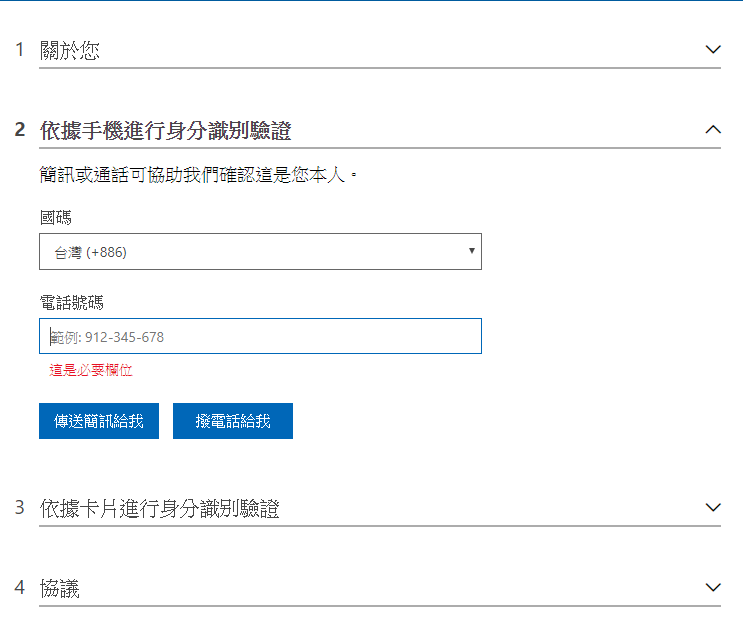 1 關於您
2 依據手機進行身分識別驗證
簡訊或通話可協助我們確認這是您本人。
國碼
台灣 (+886)
電話號碼
範例: 912-345-678
這是必要欄位
傳送簡訊給我 撥電話給我
3 依據卡片進行身分識別驗證
4 協議